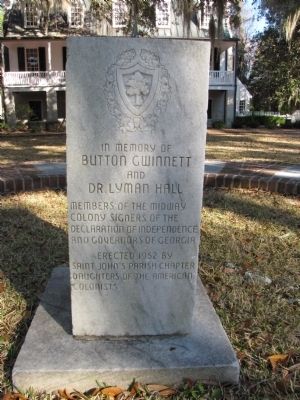 IN MEMORY OF
BUTTON GWINNETT
AND
DR. LYMAN HALL
MEMBERS OF THE MIDWAY
COLONY SIGNERS OF THE
DECLARATION OF INDEPENDENCE
AND GOVERNORS OF GEORGIA
ERECTED 1952 BY
SAINT JOHN'S PARISH CHAPTER
DAUGHTERS OF THE AMERICAN
COLONISTS